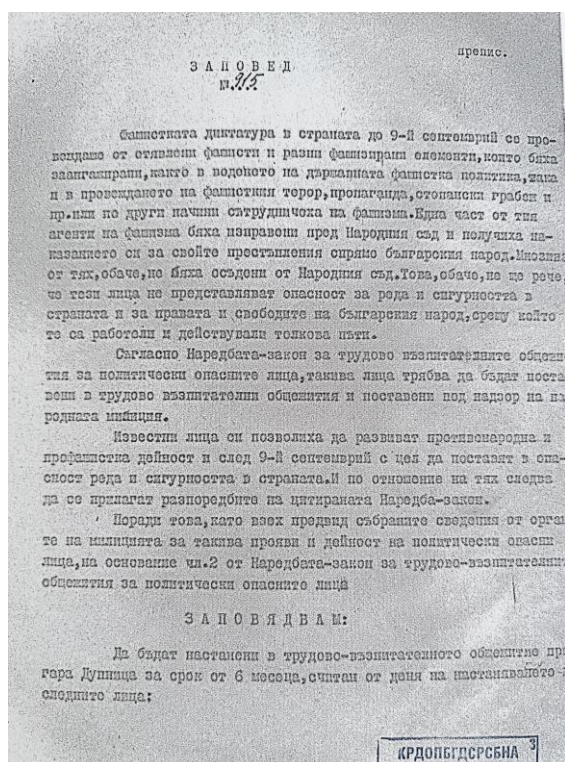 препис.
З А П О В Е Д
№ 915
Фашистката диктатура в страната до 9-й септемврий се про-
веждаше от отявлени фашисти и разни фашизирани елементи, които бяха
заангажирани, както в воденето на държавната фашистка политика, така
и в провеждането на фашисткия терор, пропаганда, стопански грабеж и
пр. или по други начини сътрудничеха на фашизма. Една част от тия
агенти на фашизма бяха изправени пред Народния съд и получиха на-
казанието си за своите престъпления спрямо българския народ. Мнозина
от тях, обаче, не бяха осъдени от Народния съд. Това, обаче, не ще рече,
че тези лица не представляват опасност за реда и сигурността в
страната и за правата и свободите на българския народ, срещу който
те са работели и действували толкова пъти.
Съгласно Наредбата-закон за трудово възпитателните общежи-
тия за политически опасните лица, такива лица трябва да бъдат поста
вени в трудово възпитателни общежития и поставени под надзор на на
родната милиция.
Известни лица си позволиха да развиват противонародна и
профашистка дейност и след 9-й септемврий с цел да поставят в опа-
сност реда и сигурността в страната. И по отношение на тях следва
да се прилагат разпоредбите на цитираната Наредба-закон.
Поради това, като взех предвид събраните сведения от орган
те на милицията за такива прояви и дейност на политически опасни
лица, на основание чл. 2 от Наредбата-закон за трудово-възпитателнит
общежития за политически опасните лица
З А П О В Я Д В А М:
Да бъдат настанени в трудово-възпитателното общежитие при
гара Дупница за срок от 6 месеца, считан от деня на настаняването
следните лица:
КРДОПБГДСРСБНА 3